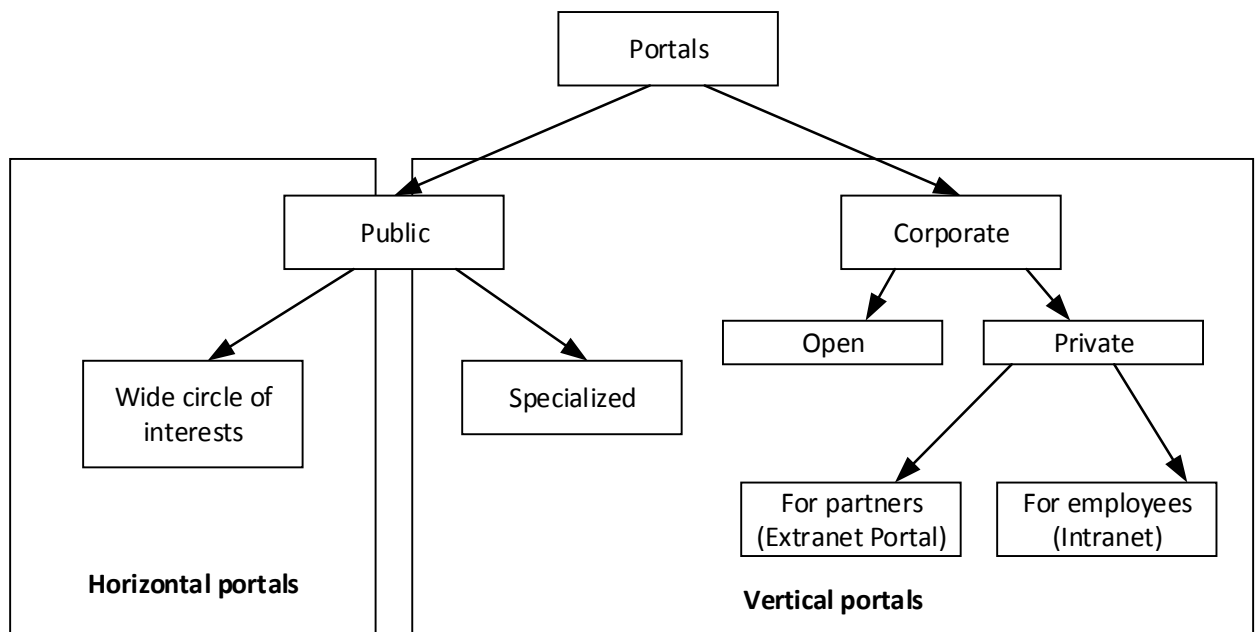 Portals
Public
Corporate
Open
Private
Wide circle of
interests
Specialized
For partners
(Extranet Portal)
For employees
(Intranet)
Horizontal portals
Vertical portals